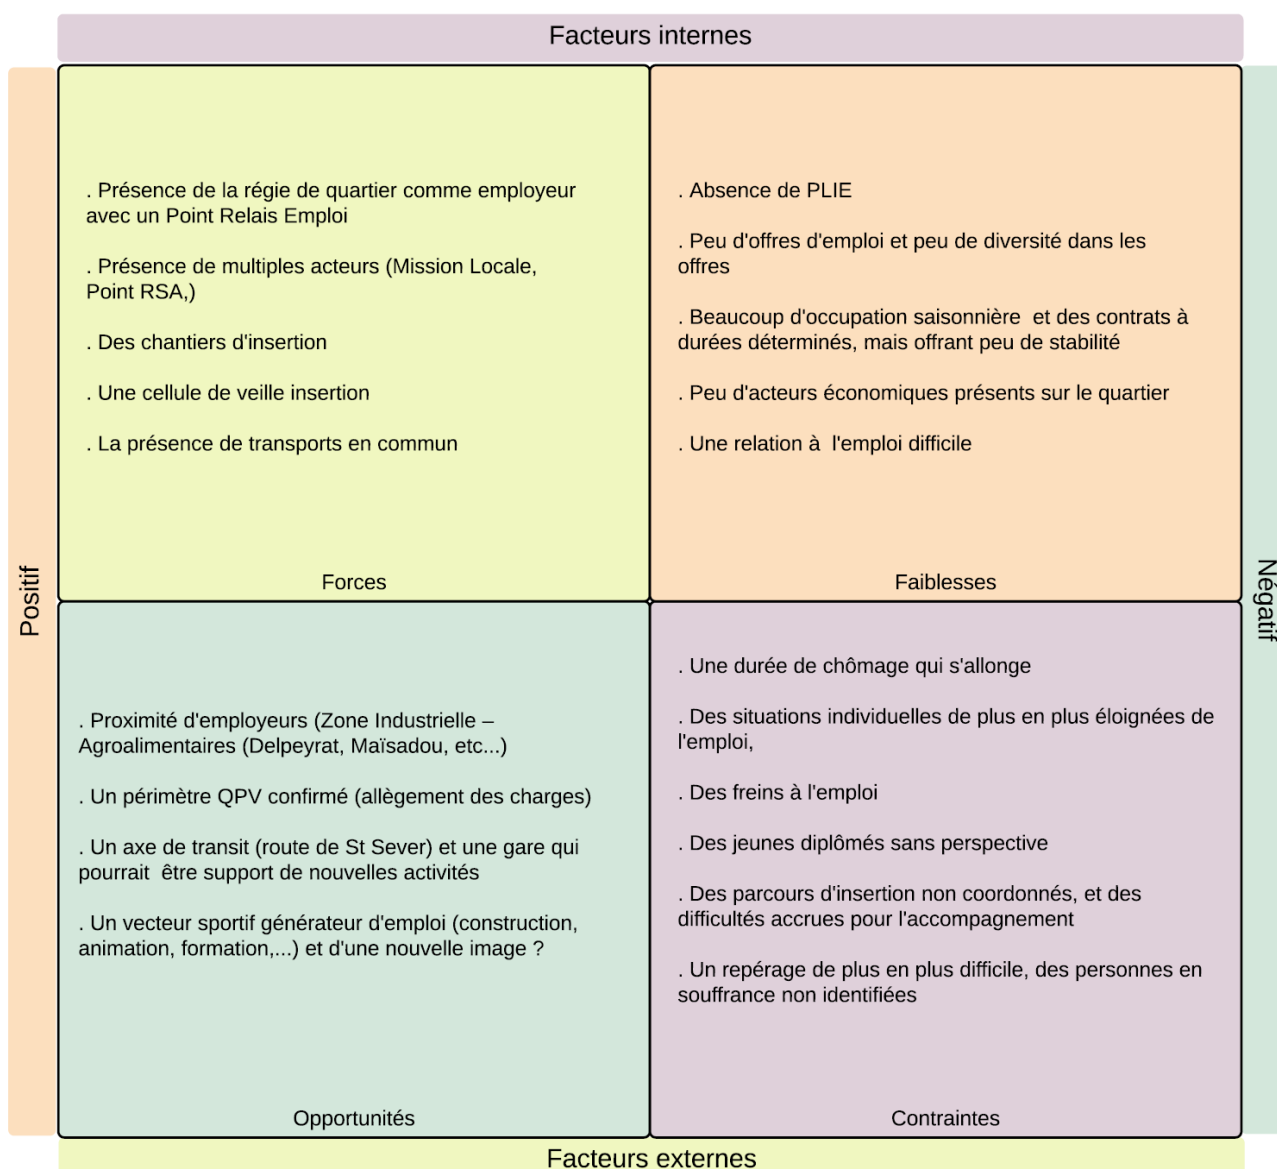 Facteurs internes
Positif
Négatif
. Présence de la régie de quartier comme employeur
avec un Point Relais Emploi
. Présence de multiples acteurs (Mission Locale,
Point RSA,)
. Des chantiers d'insertion
. Une cellule de veille insertion
. La présence de transports en commun
Forces
. Absence de PLIE
. Peu d'offres d'emploi et peu de diversité dans les
offres
. Beaucoup d'occupation saisonnière  et des contrats à
durées déterminés, mais offrant peu de stabilité
. Peu d'acteurs économiques présents sur le quartier
. Une relation à  l'emploi difficile
Faiblesses
. Proximité d'employeurs (Zone Industrielle –
Agroalimentaires (Delpeyrat, Maïsadou, etc...)
. Un périmètre QPV confirmé (allègement des charges)
. Un axe de transit (route de St Sever) et une gare qui
pourrait  être support de nouvelles activités
. Un vecteur sportif générateur d'emploi (construction,
animation, formation,...) et d'une nouvelle image ?
Opportunités
. Une durée de chômage qui s'allonge
. Des situations individuelles de plus en plus éloignées de
l'emploi,
. Des freins à l'emploi
. Des jeunes diplômés sans perspective
. Des parcours d'insertion non coordonnés, et des
difficultés accrues pour l'accompagnement
. Un repérage de plus en plus difficile, des personnes en
souffrance non identifiées
Contraintes
Facteurs externes